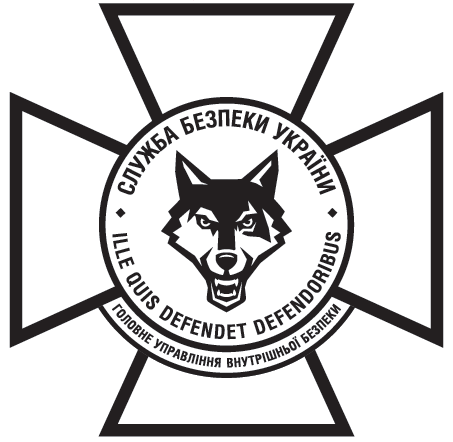 СЛУЖБА БЕЗПЕКИ УКРАЇНИ
ILLE QUIS DEFENDET DEFENDORIBUS
ГОЛОВНЕ УПРАВЛІННЯ ВНУТРІШНЬОЇ БЕЗПЕКИ